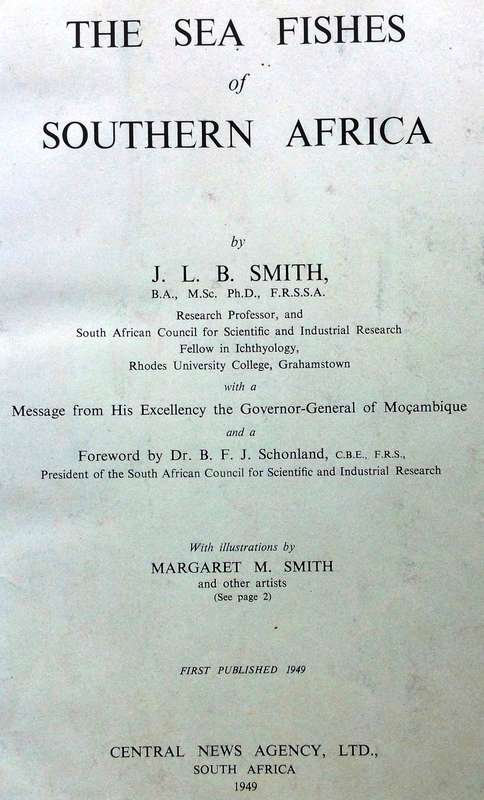 THE SEA FISHES
of
SOUTHERN AFRICA
by
J. L. B. SMITH,
B.A., M.Sc. Ph.D., F.R.S.S.A.
Research Professor, and
South African Council for Scientific and Industrial Research
Fellow in Ichthyology,
Rhodes University College, Grahamstown
with a
Message from His Excellency the Governor-General of Moçambique
and a
Foreword by Dr. B. F. J. Schonland, C.B.E., F.R.S.,
President of the South African Council for Scientific and Industrial Research
With illustrations by
MARGARET M. SMITH
and other artists
(See page 2)
FIRST PUBLISHED 1949
CENTRAL NEWS AGENCY, LTD.,
SOUTH AFRICA
1949